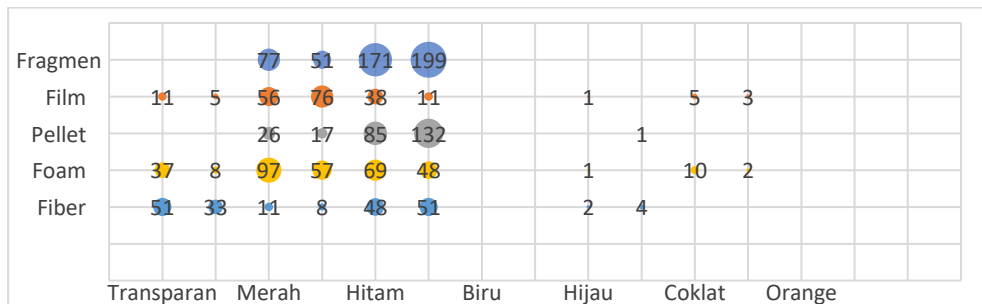 Fragmen 77 51 171 199
Film 11 5 56 76 38 11 1 5 3
Pellet 26 17 85 132 1
Foam 37 8 97 57 69 48 1 10 2
Fiber 51 33 11 8 48 51 2 4
Transparan Merah Hitam Biru Hijau Coklat Orange